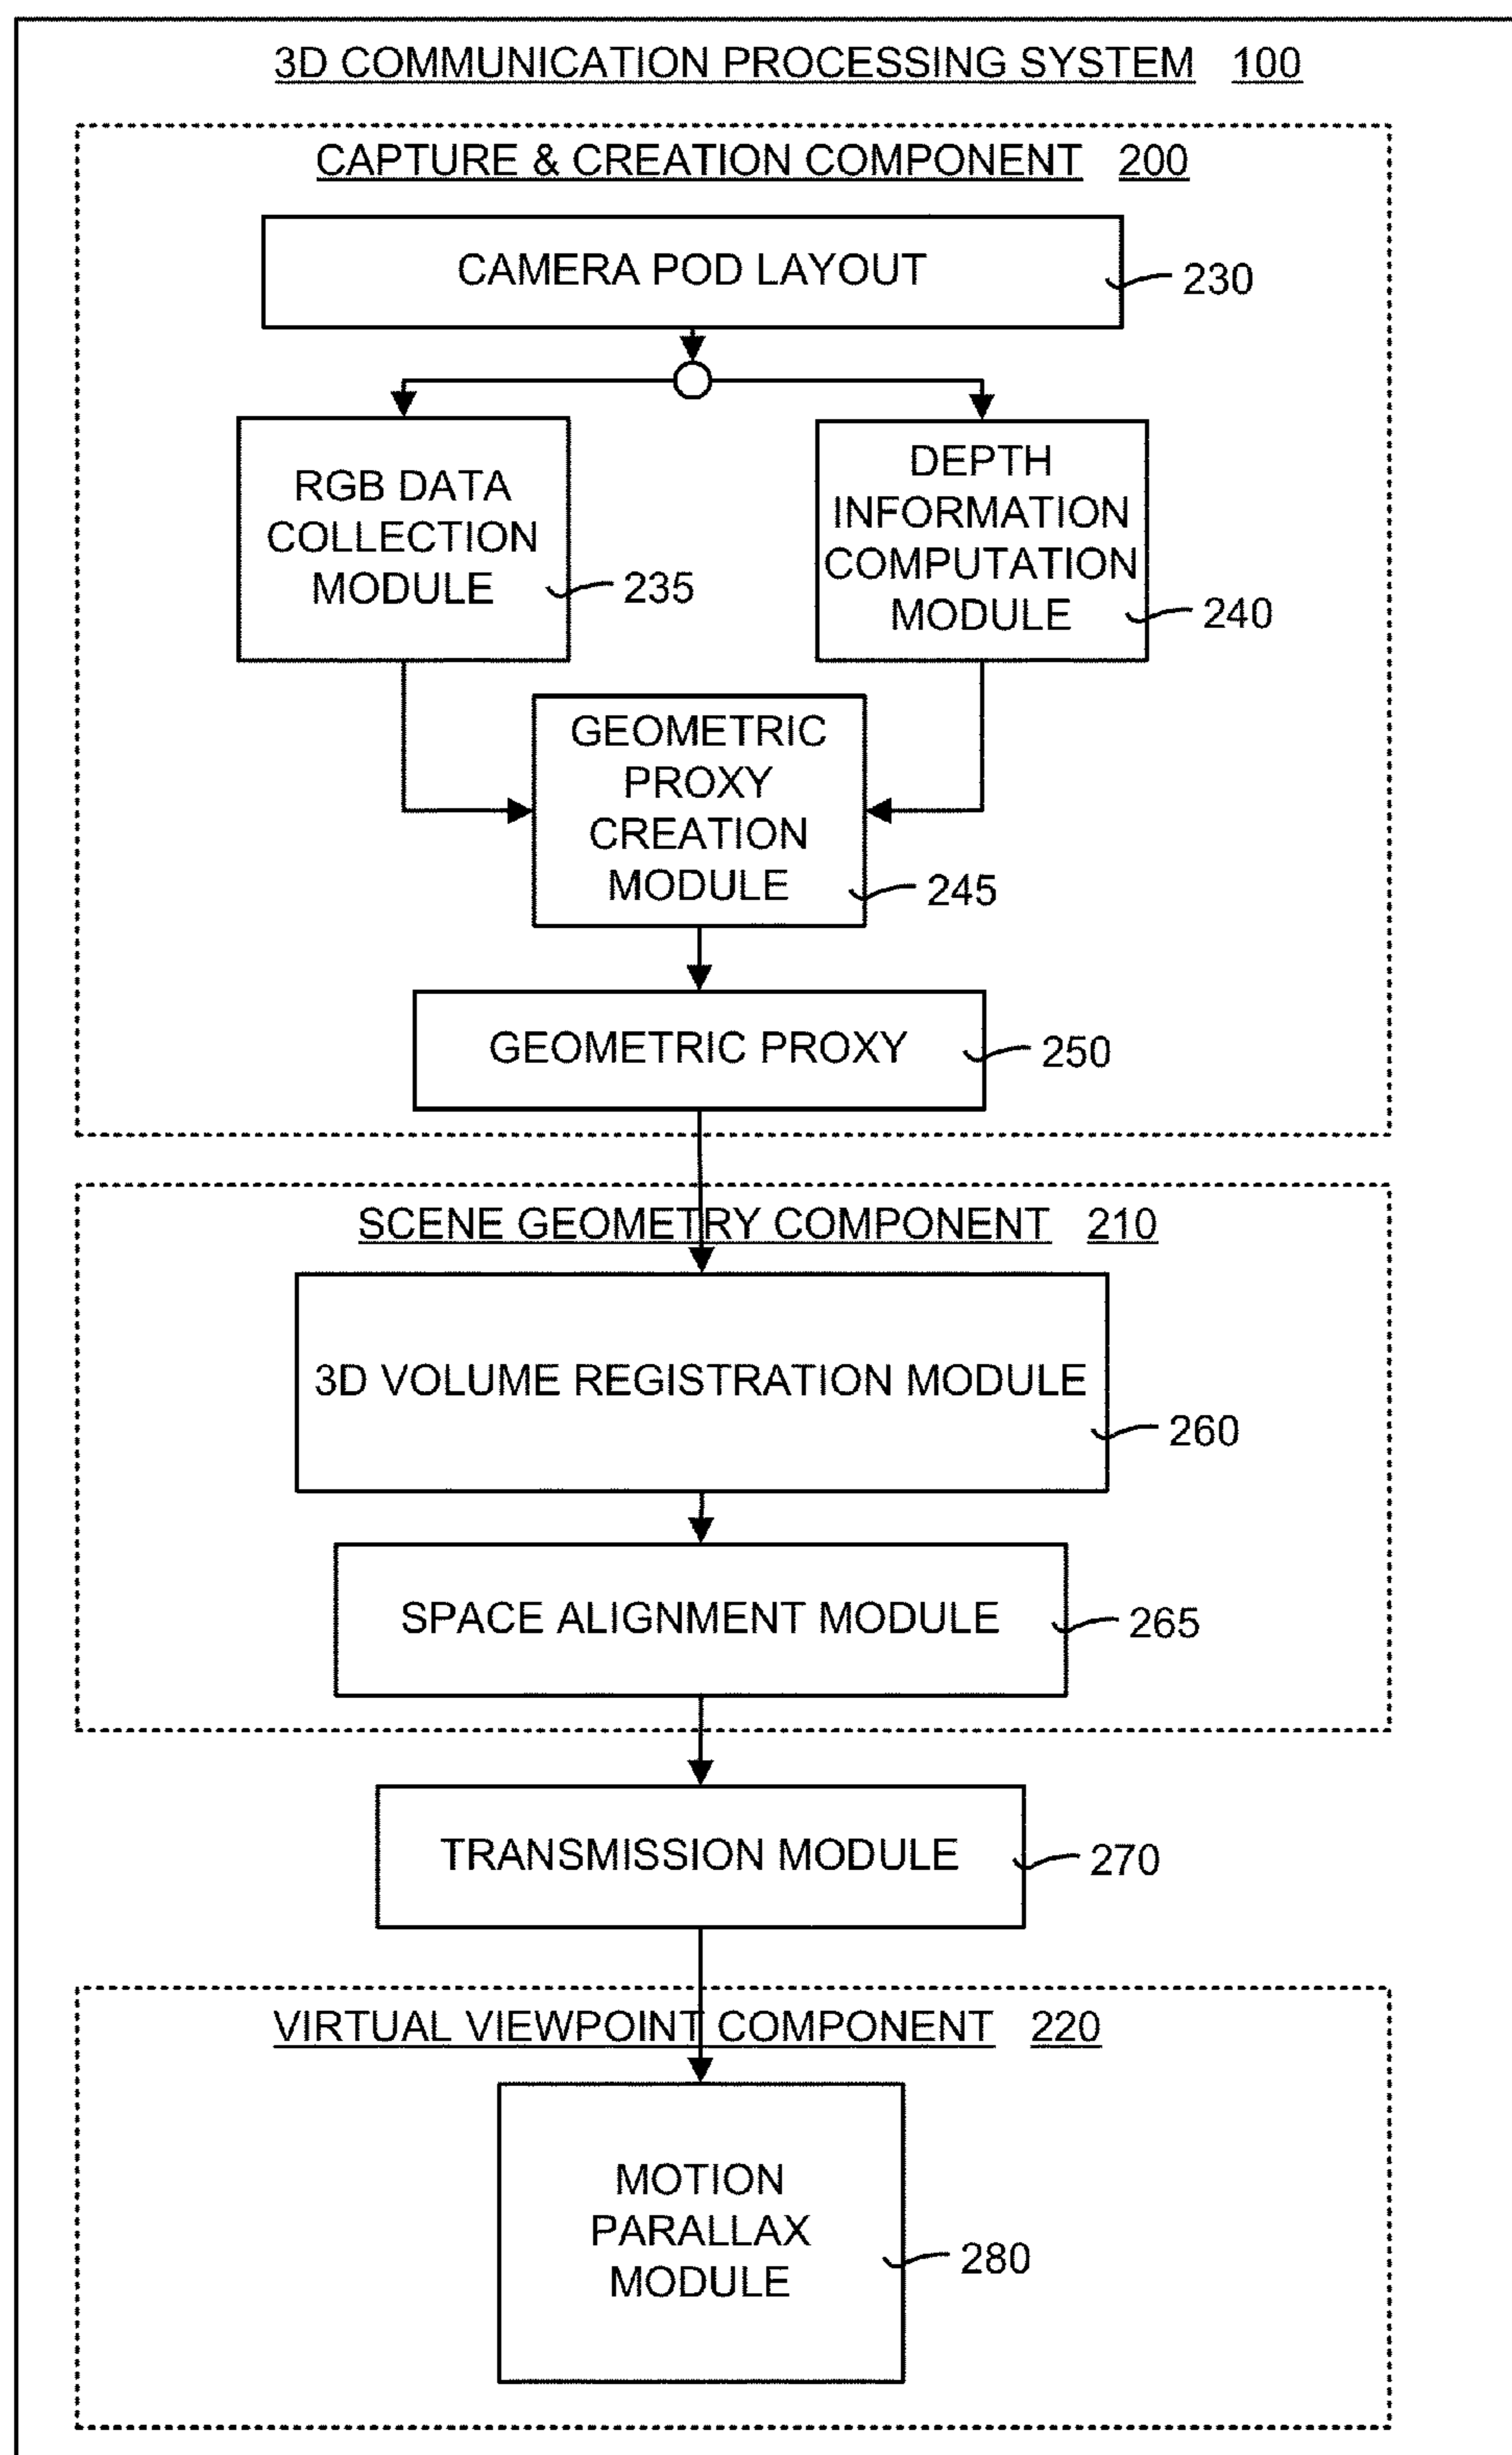 3D COMMUNICATION PROCESSING SYSTEM 100
CAPTURE & CREATION COMPONENT 200
CAMERA POD LAYOUT
230
RGB DATA
COLLECTION
MODULE
235
DEPTH
INFORMATION
COMPUTATION
MODULE
240
GEOMETRIC
PROXY
CREATION
MODULE
245
GEOMETRIC PROXY
250
SCENE GEOMETRY COMPONENT 210
3D VOLUME REGISTRATION MODULE
260
SPACE ALIGNMENT MODULE
265
TRANSMISSION MODULE
270
VIRTUAL VIEWPOINT COMPONENT 220
MOTION
PARALLAX
MODULE
280